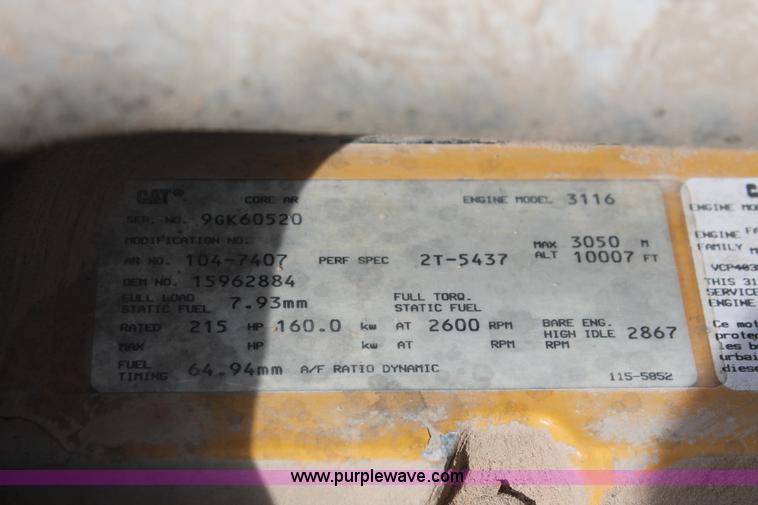 CAT® CORE AR ENGINE MODEL 3116
SER. NO. 9GK60520
MODIFICATION NO.
AR NO. 104-7407 PERF SPEC 2T-5437 MAX ALT 3050 M 10007 FT
OEM NO. 15962884
FULL LOAD STATIC FUEL 7.93mm FULL TORQ. STATIC FUEL
RATED 215 HP 160.0 kw AT 2600 RPM BARE ENG. HIGH IDLE RPM 2867
MAX HP kw AT RPM
FUEL TIMING 64.94mm A/F RATIO DYNAMIC
115-5852
C
ENGINE MO
ENGINE FA
FAMILY
VCP403
THIS 31
SERVICE
ENGINE
Ce mot
protec
les b
urbai
diese
www.purplewave.com